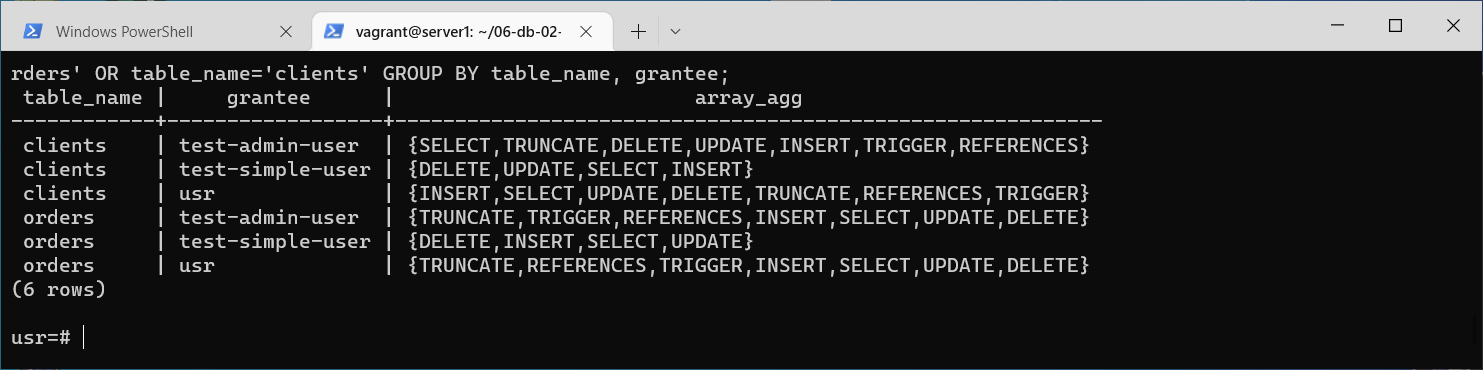 Windows PowerShell
vagrant@server1: ~/06-db-02-
rders' OR table_name='clients' GROUP BY table_name, grantee;
 table_name |     grantee      |                         array_agg
------------+------------------+-----------------------------------------------------------
 clients    | test-admin-user  | {SELECT,TRUNCATE,DELETE,UPDATE,INSERT,TRIGGER,REFERENCES}
 clients    | test-simple-user | {DELETE,UPDATE,SELECT,INSERT}
 clients    | usr              | {INSERT,SELECT,UPDATE,DELETE,TRUNCATE,REFERENCES,TRIGGER}
 orders     | test-admin-user  | {TRUNCATE,TRIGGER,REFERENCES,INSERT,SELECT,UPDATE,DELETE}
 orders     | test-simple-user | {DELETE,INSERT,SELECT,UPDATE}
 orders     | usr              | {TRUNCATE,REFERENCES,TRIGGER,INSERT,SELECT,UPDATE,DELETE}
(6 rows)
usr=#